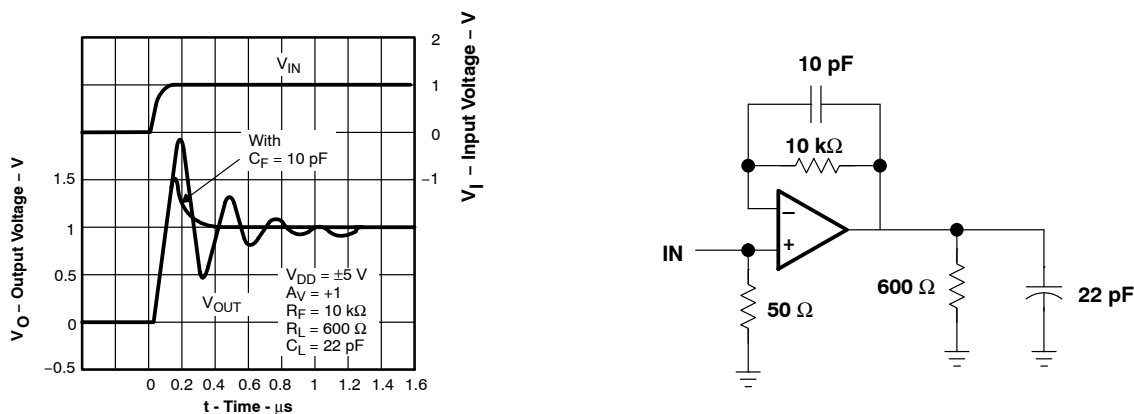 2
V_IN
1
0
With
C_F = 10 pF
−1
V_I – Input Voltage – V
V_O – Output Voltage – V
1.5
1
0.5
0
−0.5
V_OUT
V_DD = ±5 V
A_V = +1
R_F = 10 kΩ
R_L = 600 Ω
C_L = 22 pF
0 0.2 0.4 0.6 0.8 1 1.2 1.4 1.6
t - Time - μs
10 pF
10 kΩ
−
+
IN
50 Ω
600 Ω
22 pF